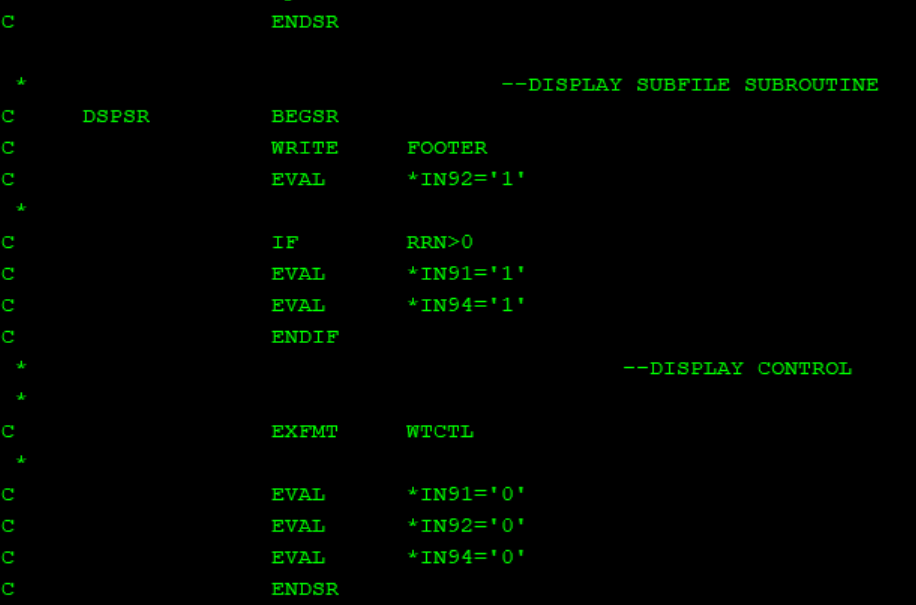 C                   ENDSR

 *                                    --DISPLAY SUBFILE SUBROUTINE
C     DSPSR         BEGSR
C                   WRITE     FOOTER
C                   EVAL      *IN92='1'
 *
C                   IF        RRN>0
C                   EVAL      *IN91='1'
C                   EVAL      *IN94='1'
C                   ENDIF
 *                                             --DISPLAY CONTROL
 *
C                   EXFMT     WTCTL
 *
C                   EVAL      *IN91='0'
C                   EVAL      *IN92='0'
C                   EVAL      *IN94='0'
C                   ENDSR